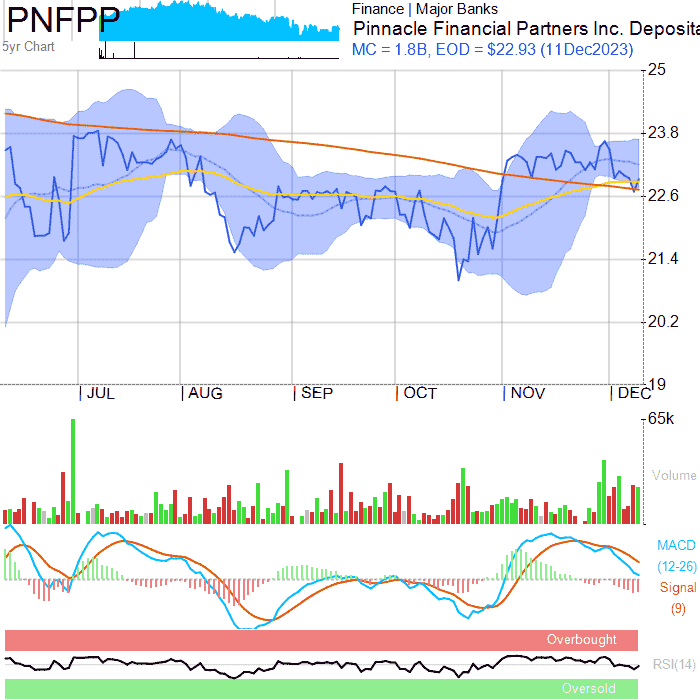 PNFPP
5yr Chart
Finance | Major Banks
Pinnacle Financial Partners Inc. Deposita
MC = 1.8B, EOD = $22.93 (11Dec2023)
25
23.8
22.6
21.4
20.2
19
| JUL | AUG | SEP | OCT | NOV | DEC
65k
Volume
MACD
(12-26)
Signal
(9)
Overbought
RSI(14)
Oversold